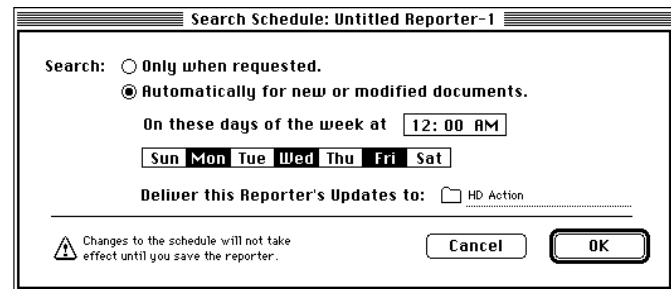 Search Schedule: Untitled Reporter-1
Search: Only when requested.
Automatically for new or modified documents.
On these days of the week at 12:00 AM
Sun Mon Tue Wed Thu Fri Sat
Deliver this Reporter's Updates to: HD Action
Changes to the schedule will not take
effect until you save the reporter.
Cancel OK